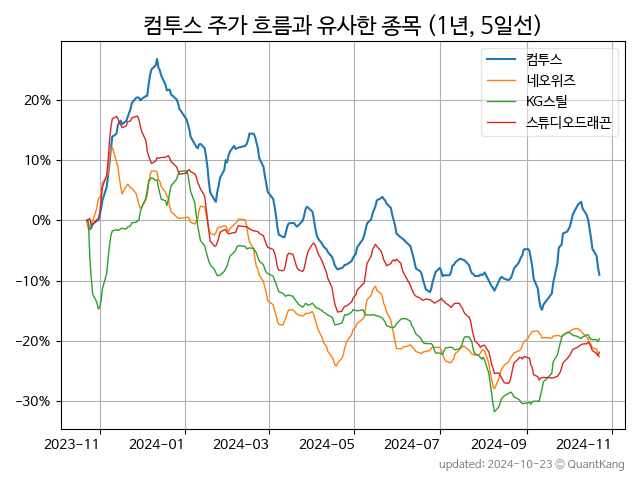 컴투스 주가 흐름과 유사한 종목 (1년, 5일선)
컴투스
네오위즈
KG스틸
스튜디오드래곤
20%
10%
0%
−10%
−20%
−30%
2023-11
2024-01
2024-03
2024-05
2024-07
2024-09
2024-11
updated: 2024-10-23 ⓒ QuantKang